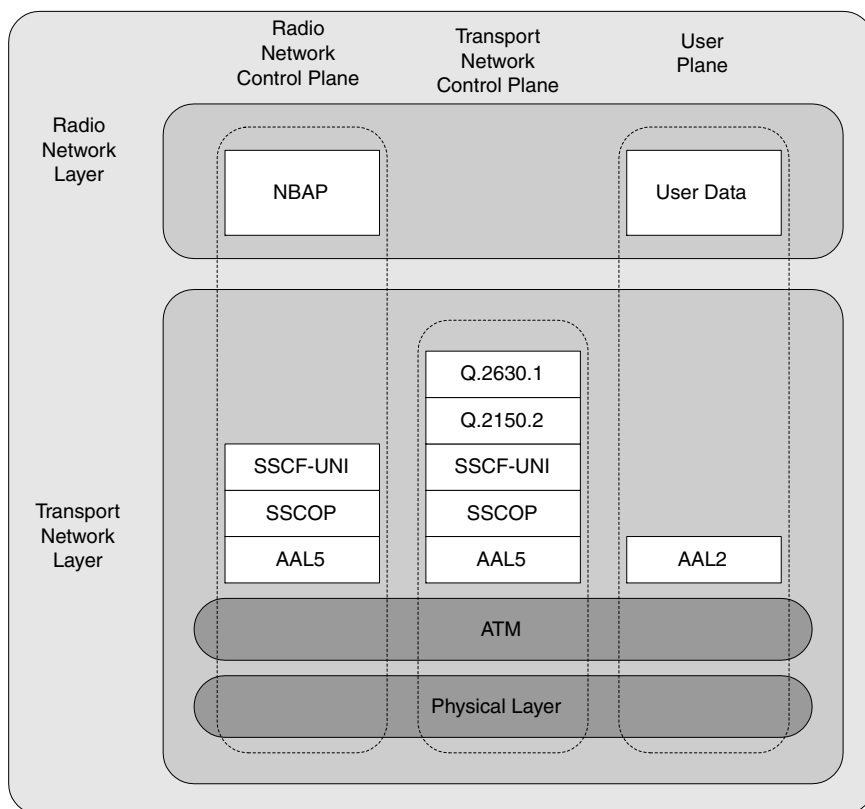 Radio
Network
Control Plane
Transport
Network
Control Plane
User
Plane
Radio
Network
Layer
NBAP
User Data
Transport
Network
Layer
Q.2630.1
Q.2150.2
SSCF-UNI
SSCF-UNI
SSCOP
SSCOP
AAL5
AAL5
AAL2
ATM
Physical Layer